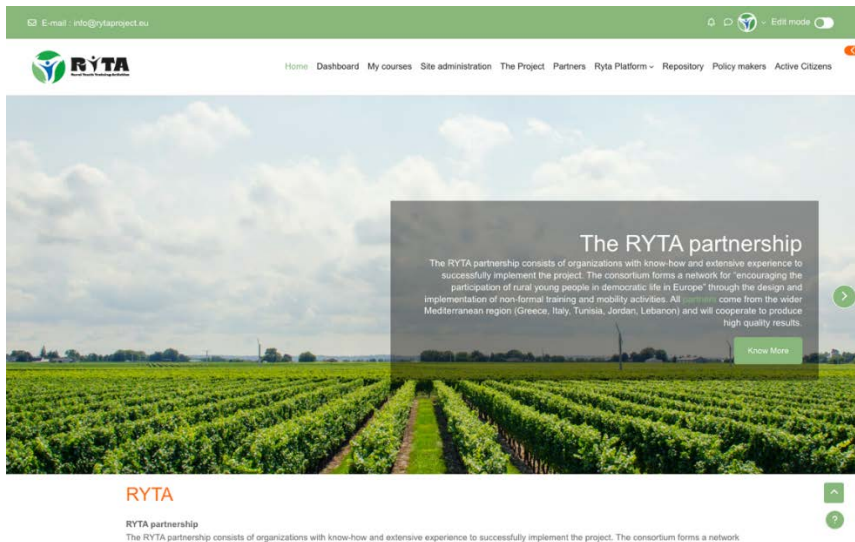 E-mail : info@rytaproject.eu
Edit mode
RYTA
Rural Youth Training Activities
Home Dashboard My courses Site administration The Project Partners Ryta Platform Repository Policy makers Active Citizens
The RYTA partnership
The RYTA partnership consists of organizations with know-how and extensive experience to
successfully implement the project. The consortium forms a network for "encouraging the
participation of rural young people in democratic life in Europe" through the design and
implementation of non-formal training and mobility activities. All partners come from the wider
Mediterranean region (Greece, Italy, Tunisia, Jordan, Lebanon) and will cooperate to produce
high quality results.
Know More
RYTA
?
RYTA partnership
The RYTA partnership consists of organizations with know-how and extensive experience to successfully implement the project. The consortium forms a network